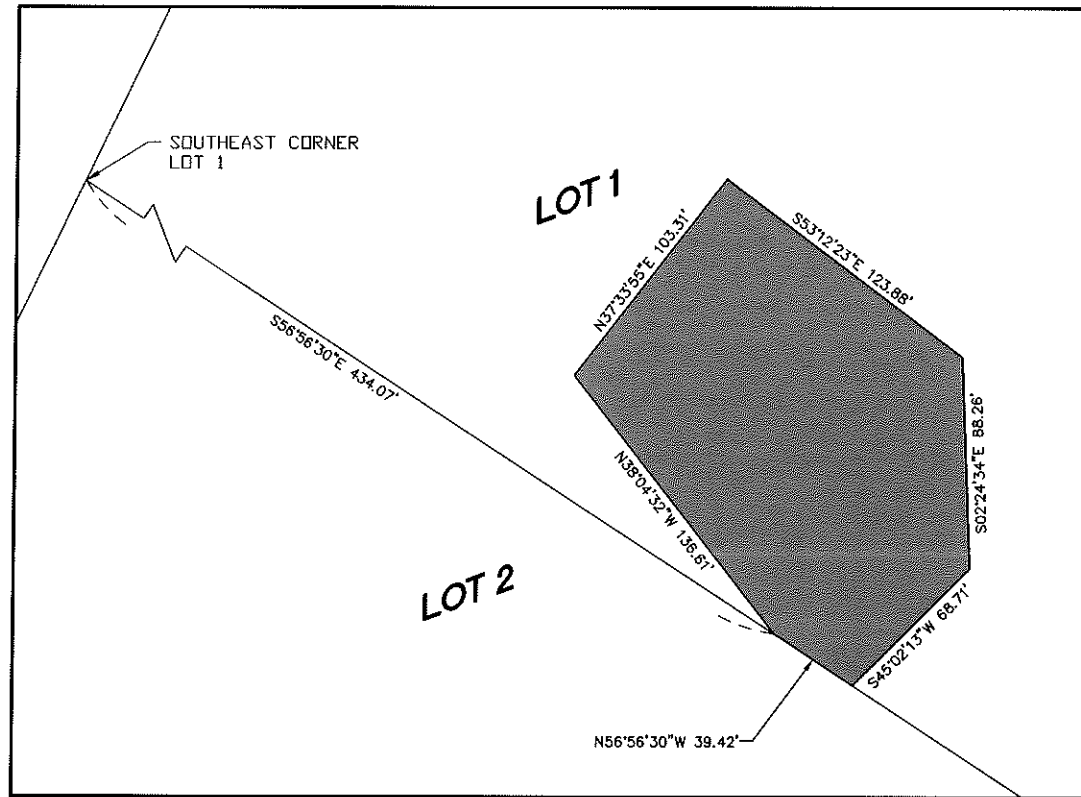 SOUTHEAST CORNER
LOT 1
LOT 1
S53°12'23"E 123.88'
N37°33'55"E 103.31'
S56°56'30"E 434.07'
S02°24'34"E 88.26'
N38°04'32"W 136.67'
LOT 2
S45°02'13"W 68.71'
N56°56'30"W 39.42'